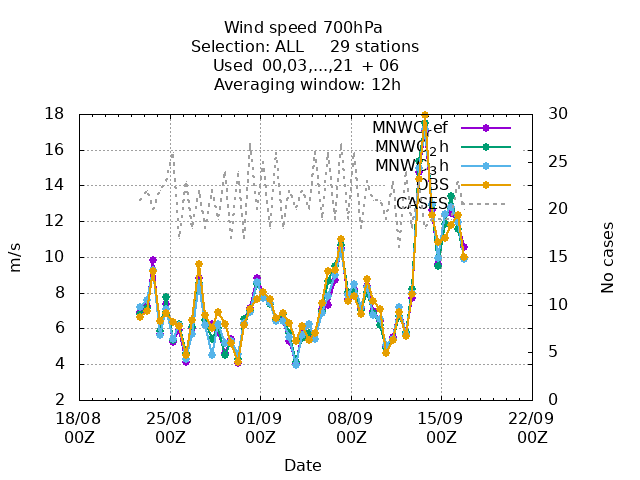 Wind speed 700hPa
Selection: ALL 29 stations
Used 00,03,...,21 + 06
Averaging window: 12h
18
16
14
12
10
8
6
4
2
m/s
30
25
20
15
10
5
0
No cases
MNWC_2_h
MNWC_3_h
OBS
CASES
18/08 25/08 01/09 08/09 15/09 22/09
00Z 00Z 00Z 00Z 00Z 00Z
Date